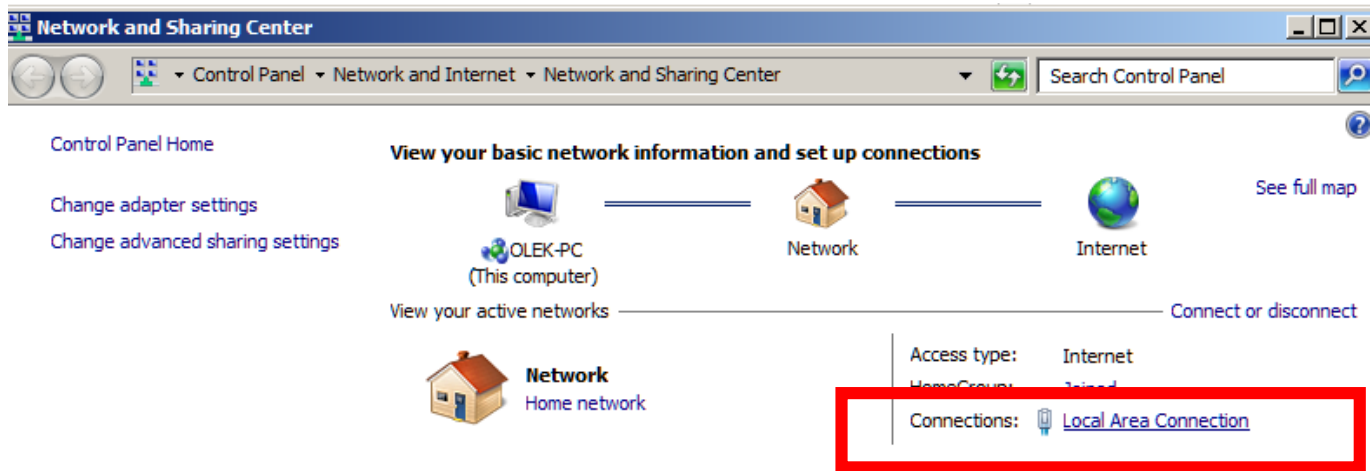 Network and Sharing Center
Control Panel Network and Internet Network and Sharing Center Search Control Panel
Control Panel Home
View your basic network information and set up connections
See full map
Change adapter settings
Change advanced sharing settings
OLEK-PC
(This computer)
Network
Internet
View your active networks Connect or disconnect
Network
Home network
Access type: Internet
HomeGroup: Joined
Connections: Local Area Connection